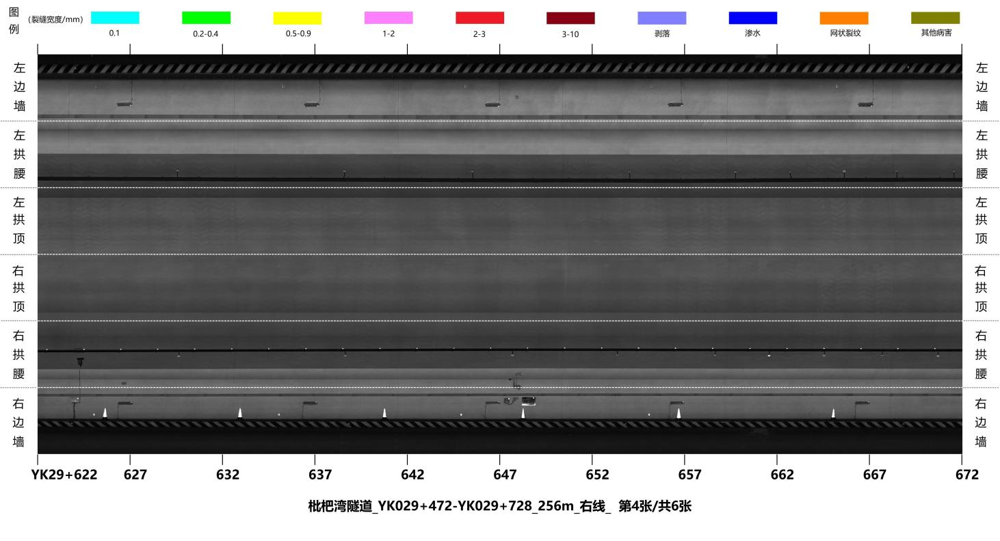 图例
(裂缝宽度/mm)
0.1
0.2-0.4
0.5-0.9
1-2
2-3
3-10
剥落
渗水
网状裂纹
其他病害
左边墙
左边墙
左拱腰
左拱腰
左拱顶
左拱顶
右拱顶
右拱顶
右拱腰
右拱腰
右边墙
右边墙
YK29+622 627 632 637 642 647 652 657 662 667 672
枇杷湾隧道_YK029+472-YK029+728_256m_右线_ 第4张/共6张